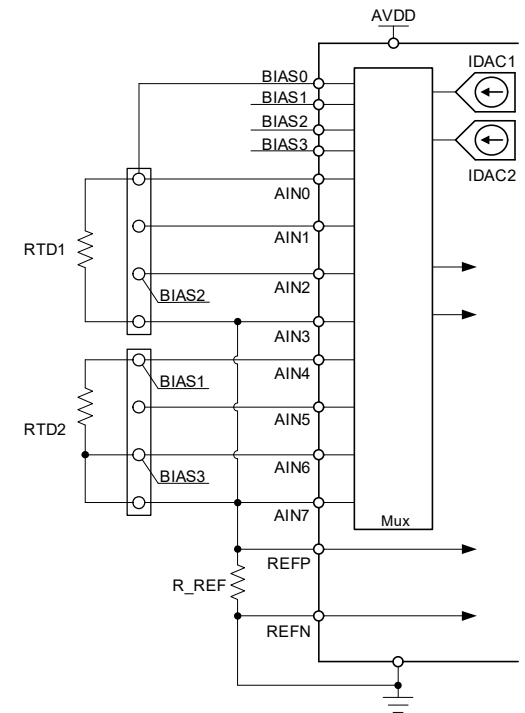 AVDD
IDAC1
BIAS0
BIAS1
BIAS2
BIAS3
IDAC2
AIN0
AIN1
RTD1
AIN2
BIAS2
AIN3
AIN4
BIAS1
RTD2
AIN5
AIN6
BIAS3
AIN7
Mux
REFP
R_REF
REFN